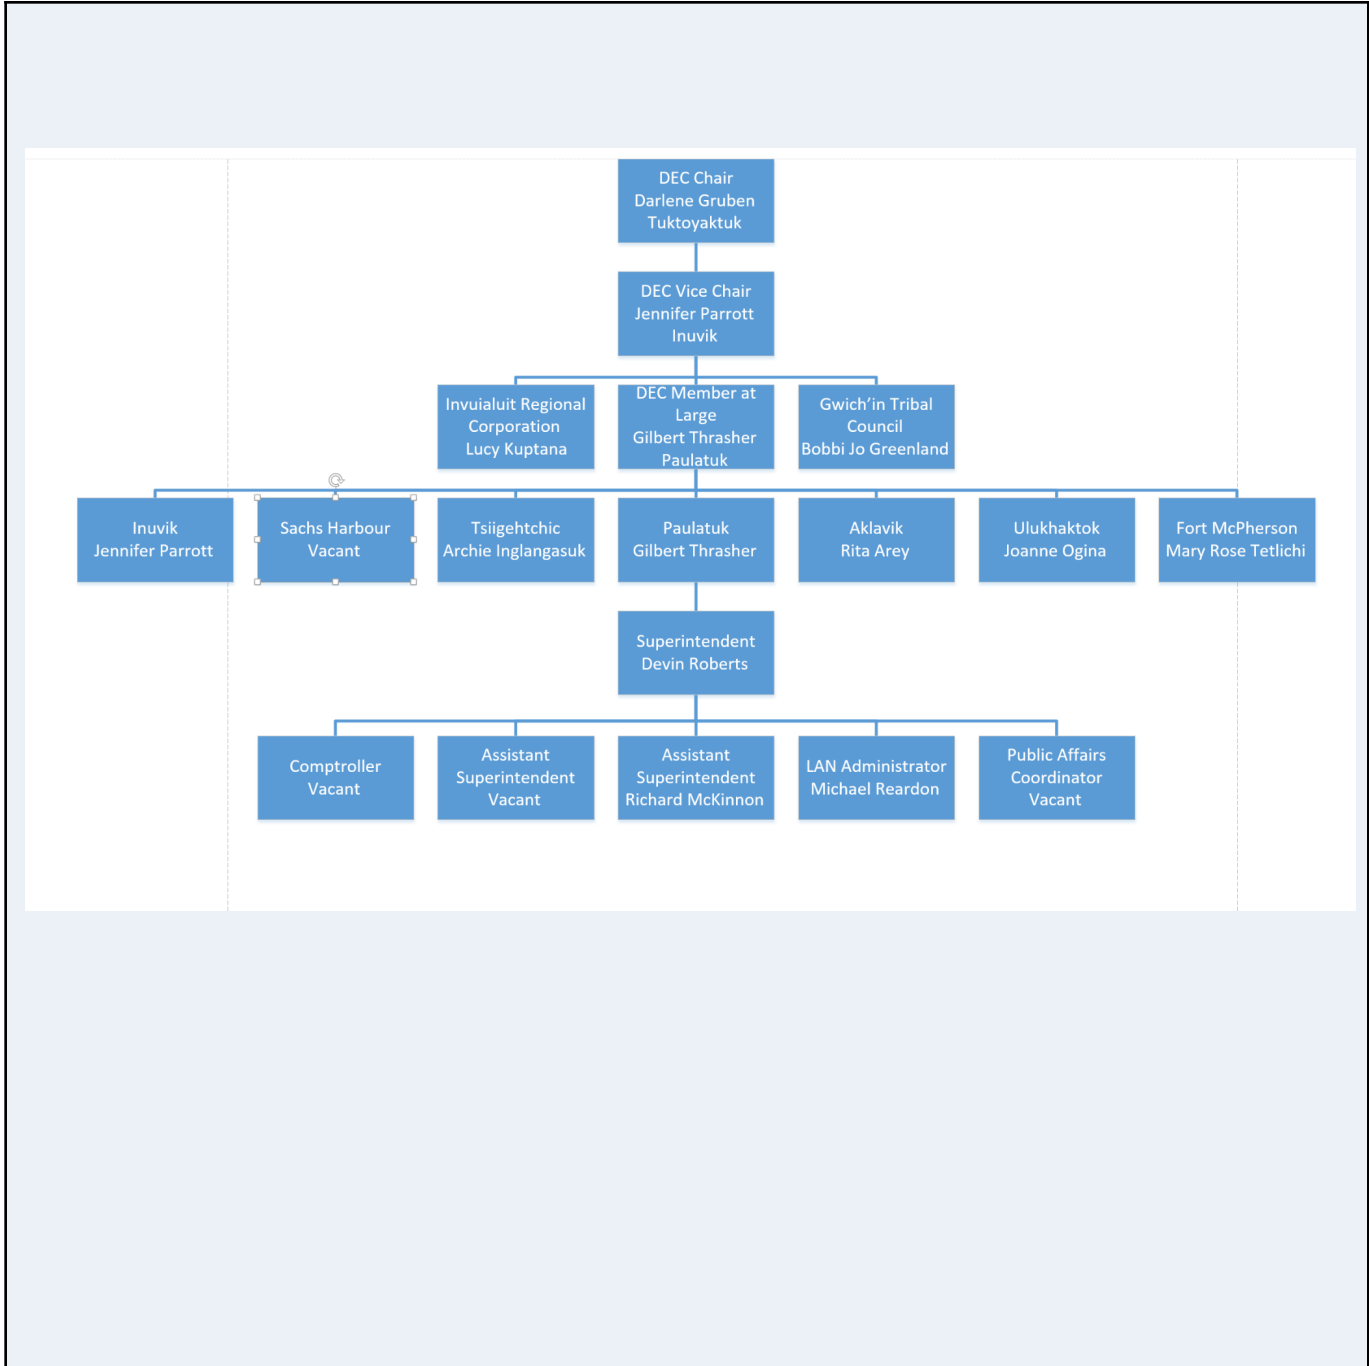 DEC Chair
Darlene Gruben
Tuktoyaktuk
DEC Vice Chair
Jennifer Parrott
Inuvik
Invuialuit Regional
Corporation
Lucy Kuptana
DEC Member at
Large
Gilbert Thrasher
Paulatuk
Gwich'in Tribal
Council
Bobbi Jo Greenland
Inuvik
Jennifer Parrott
Sachs Harbour
Vacant
Tsiigehtchic
Archie Inglangasuk
Paulatuk
Gilbert Thrasher
Aklavik
Rita Arey
Ulukhaktok
Joanne Ogina
Fort McPherson
Mary Rose Tetlichi
Superintendent
Devin Roberts
Comptroller
Vacant
Assistant
Superintendent
Vacant
Assistant
Superintendent
Richard McKinnon
LAN Administrator
Michael Reardon
Public Affairs
Coordinator
Vacant